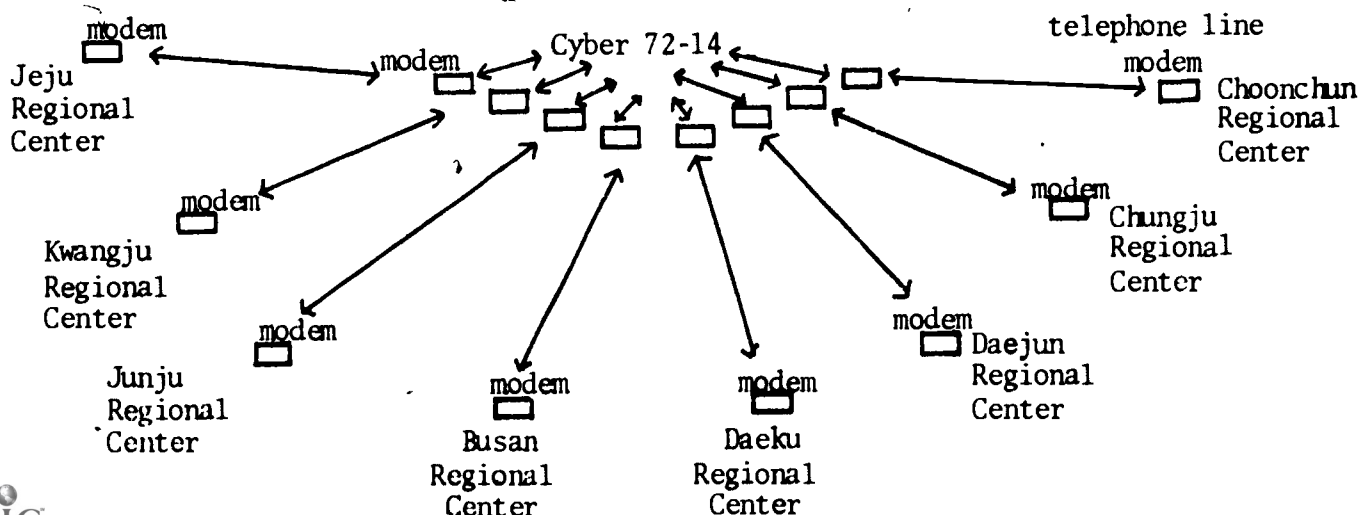 modem
Jeju
Regional
Center
modem
Cyber 72-14
telephone line
modem
Choonchun
Regional
Center
modem
Kwangju
Regional
Center
modem
Chungju
Regional
Center
modem
Junju
Regional
Center
modem
Daejun
Regional
Center
modem
Busan
Regional
Center
modem
Daeku
Regional
Center